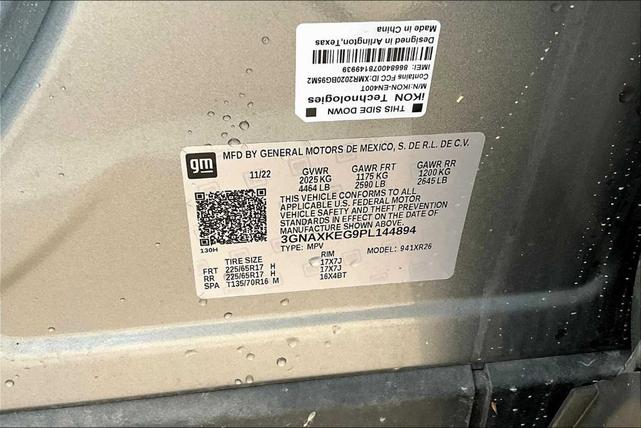 THIS SIDE DOWN
iKON Technologies
M/N:IKON-EN400T
Contains FCC ID:XMR2020BG95M2
IMEI: 866840078149939
Designed in Arlington,Texas
Made in China
gm
MFD BY GENERAL MOTORS DE MEXICO, S. DE R.L. DE C.V.
11/22 GVWR GAWR FRT GAWR RR
2025 KG 1175 KG 1200 KG
4464 LB 2590 LB 2645 LB
THIS VEHICLE CONFORMS TO ALL
APPLICABLE U.S. FEDERAL MOTOR
VEHICLE SAFETY AND THEFT PREVENTION
STANDARDS IN EFFECT ON THE DATE OF
MANUFACTURE SHOWN ABOVE.
3GNAXKEG9PL144894
130H TYPE: MPV MODEL: 941XR26
TIRE SIZE RIM
FRT 225/65R17 H 17X7J
RR 225/65R17 H 17X7J
SPA T135/70R16 M 16X4BT